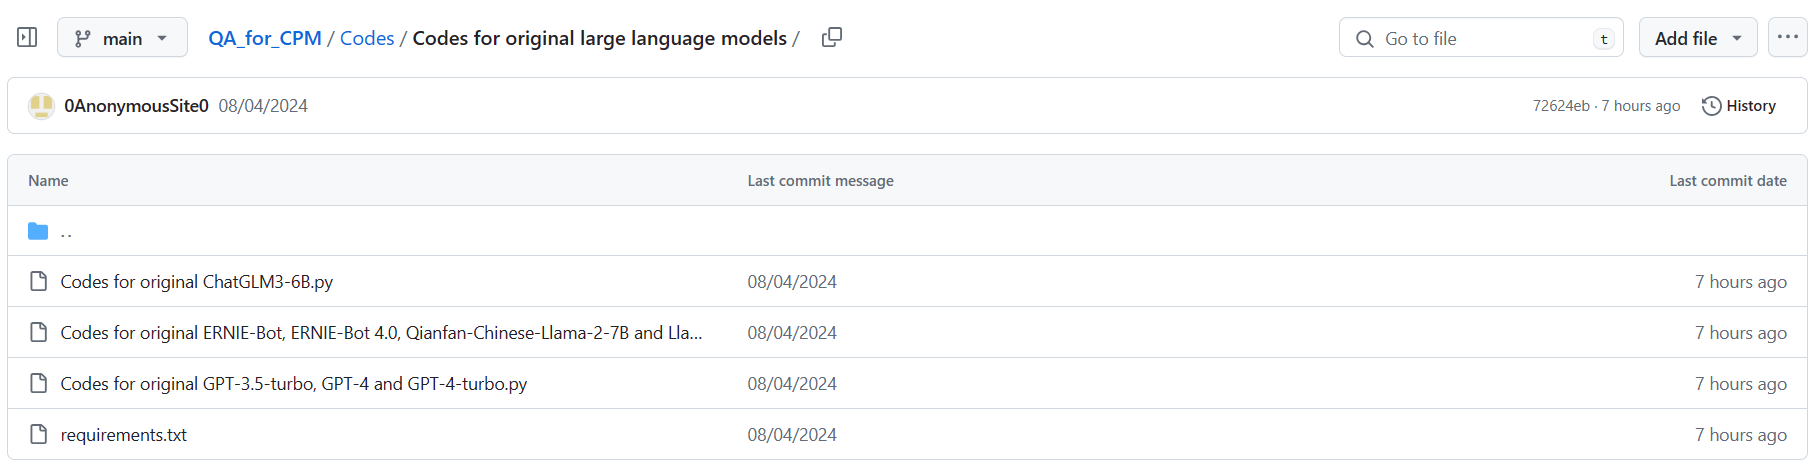 main QA_for_CPM / Codes / Codes for original large language models / Go to file t Add file ...
0AnonymousSite0 08/04/2024 72624eb · 7 hours ago History
Name Last commit message Last commit date
..
Codes for original ChatGLM3-6B.py 08/04/2024 7 hours ago
Codes for original ERNIE-Bot, ERNIE-Bot 4.0, Qianfan-Chinese-Llama-2-7B and Lla... 08/04/2024 7 hours ago
Codes for original GPT-3.5-turbo, GPT-4 and GPT-4-turbo.py 08/04/2024 7 hours ago
requirements.txt 08/04/2024 7 hours ago